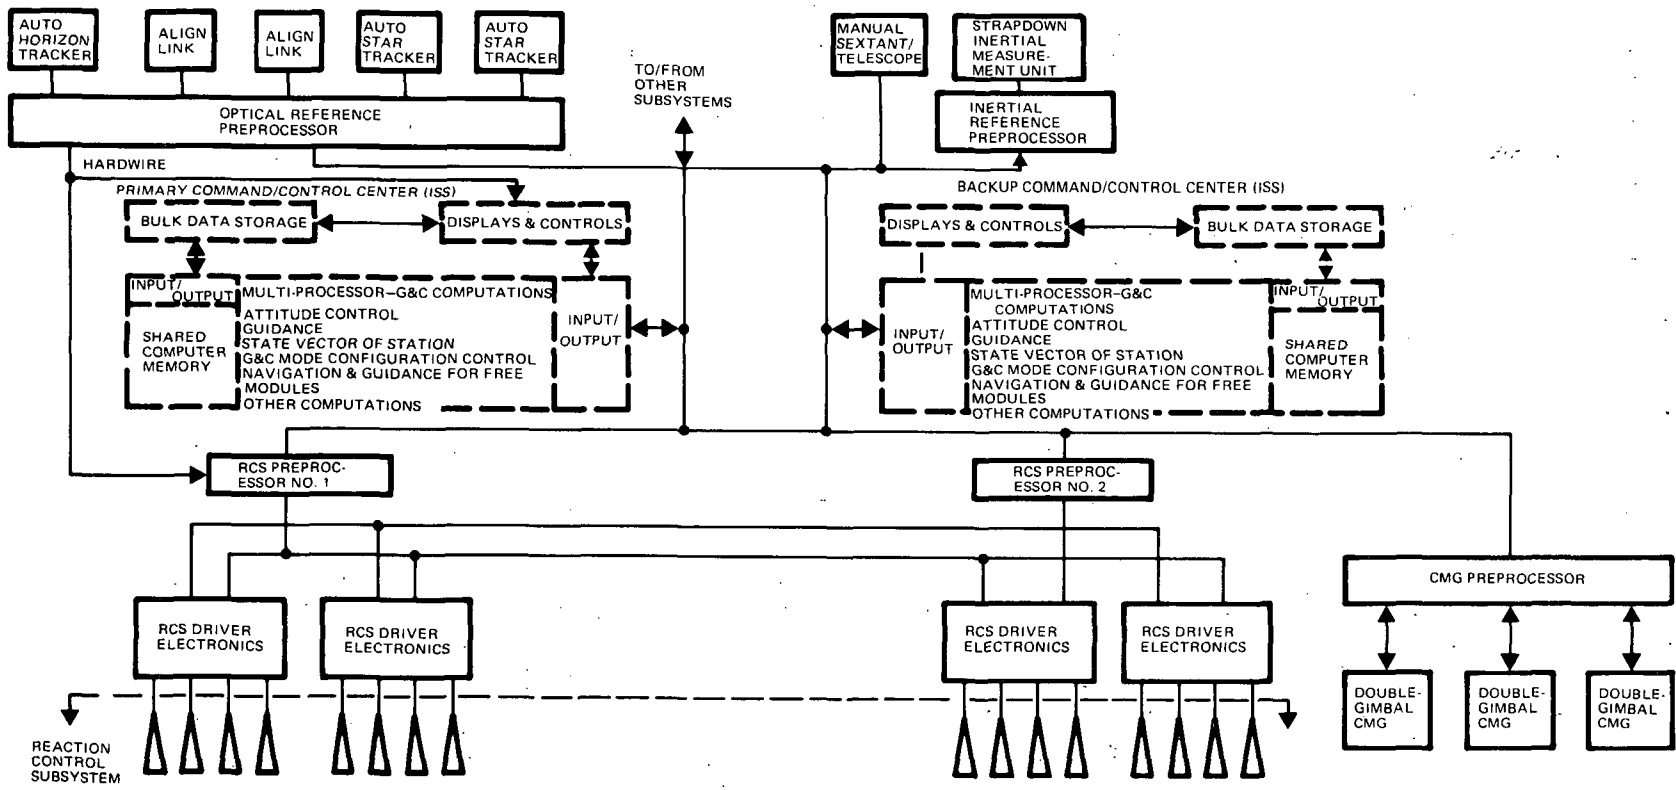 AUTO
HORIZON
TRACKER
ALIGN
LINK
ALIGN
LINK
AUTO
STAR
TRACKER
AUTO
STAR
TRACKER
TO/FROM
OTHER
SUBSYSTEMS
MANUAL
SEXTANT/
TELESCOPE
STRAPDOWN
INERTIAL
MEASURE-
MENT UNIT
OPTICAL REFERENCE
PREPROCESSOR
INERTIAL
REFERENCE
PREPROCESSOR
HARDWIRE
PRIMARY COMMAND/CONTROL CENTER (ISS)
BULK DATA STORAGE
DISPLAYS & CONTROLS
INPUT/
OUTPUT
SHARED
COMPUTER
MEMORY
MULTI-PROCESSOR–G&C COMPUTATIONS
ATTITUDE CONTROL
GUIDANCE
STATE VECTOR OF STATION
G&C MODE CONFIGURATION CONTROL
NAVIGATION & GUIDANCE FOR FREE
MODULES
OTHER COMPUTATIONS
INPUT/
OUTPUT
BACKUP COMMAND/CONTROL CENTER (ISS)
DISPLAYS & CONTROLS
BULK DATA STORAGE
INPUT/
OUTPUT
MULTI-PROCESSOR–G&C
COMPUTATIONS
ATTITUDE CONTROL
GUIDANCE
STATE VECTOR OF STATION
G&C MODE CONFIGURATION CONTROL
NAVIGATION & GUIDANCE FOR FREE
MODULES
OTHER COMPUTATIONS
INPUT/
OUTPUT
SHARED
COMPUTER
MEMORY
RCS PREPROC-
ESSOR NO. 1
RCS PREPROC-
ESSOR NO. 2
CMG PREPROCESSOR
RCS DRIVER
ELECTRONICS
RCS DRIVER
ELECTRONICS
RCS DRIVER
ELECTRONICS
RCS DRIVER
ELECTRONICS
DOUBLE-
GIMBAL
CMG
DOUBLE-
GIMBAL
CMG
DOUBLE-
GIMBAL
CMG
REACTION
CONTROL
SUBSYSTEM